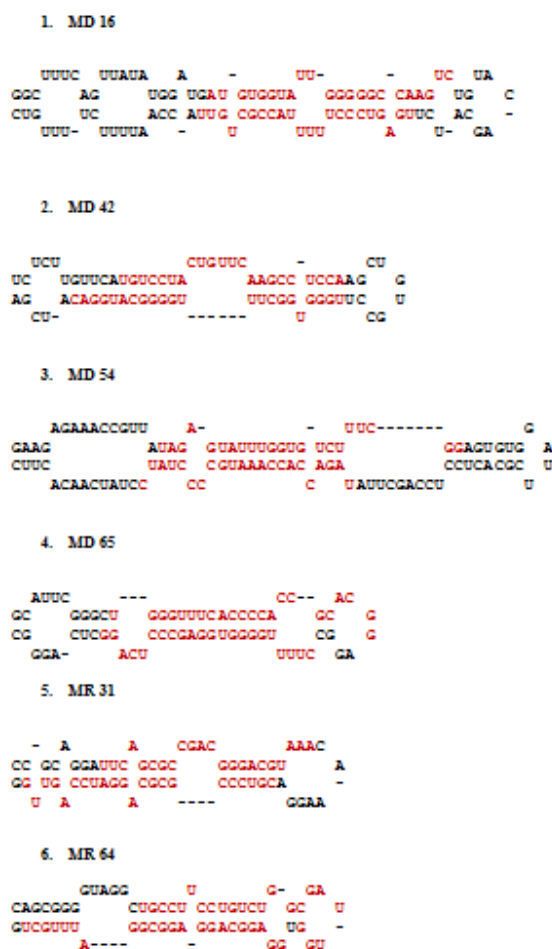 1. MD 16
UUUC UUAUA A - UU- - UC UA
GGC AG UGG UGAU GUGGUA GGGGGC CAAG UG C
CUG UC ACC AUUG CGCCAU UCCCUG GUUC AC -
UUU- UUUUA - U UUU A U- GA
2. MD 42
UCU CUGUUC - CU
UC UGUUCAUGUCCUA AAGCC UCCAAG G
AG ACAGGUACGGGGU UUCGG GGGUUC U
CU- ------ U CG
3. MD 54
AGAAACCGUU A- - UUC------- G
GAAG AUAG GUAUUUGGUG UCU GGAGUGUG A
CUUC UAUC CGUAAACCAC AGA CCUCACGC U
ACAACUAUCC CC C UAUUCGACCU U
4. MD 65
AUUC --- CC-- AC
GC GGGCU GGGUUUCACCCCA GC G
CG CUCGG CCCGAGGUGGGGU CG G
GGA- ACU UUUC GA
5. MR 31
- A A CGAC AAAC
CC GC GGAUUC GCGC GGGACGU A
GG UG CCUAGG CGCG CCCUGCA -
U A A ---- GGAA
6. MR 64
GUAGG U G- GA
CAGCGGG CUGCCU CCUGUCU GC U
GUCGUUU GGCGGA GGACGGA UG -
A---- - GG GU